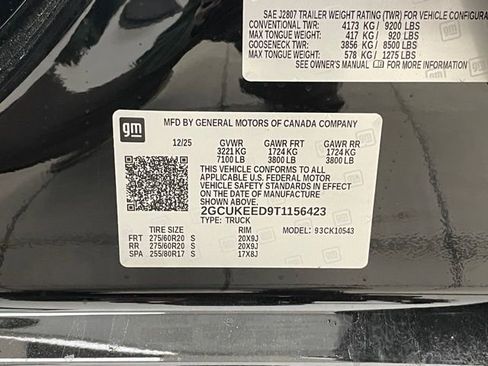 SAE J2807 TRAILER WEIGHT RATING (TWR) FOR VEHICLE CONFIGURA
CONVENTIONAL TWR: 4173 KG / 9200 LBS
MAX TONGUE WEIGHT: 417 KG / 920 LBS
GOOSENECK TWR: 3856 KG / 8500 LBS
MAX TONGUE WEIGHT: 578 KG / 1275 LBS
SEE OWNER'S MANUAL FOR MORE INFORMATION
gm
MFD BY GENERAL MOTORS OF CANADA COMPANY
12/25 GVWR GAWR FRT GAWR RR
3221 KG 1724 KG 1724 KG
7100 LB 3800 LB 3800 LB
THIS VEHICLE CONFORMS TO ALL
APPLICABLE U.S. FEDERAL MOTOR
VEHICLE SAFETY STANDARDS IN EFFECT
ON THE DATE OF MANUFACTURE
SHOWN ABOVE.
2GCUKEED9T1156423
TYPE: TRUCK MODEL: 93CK10543
TIRE SIZE RIM
FRT 275/60R20 S 20X9J
RR 275/60R20 S 20X9J
SPA 255/80R17 S 17X8J